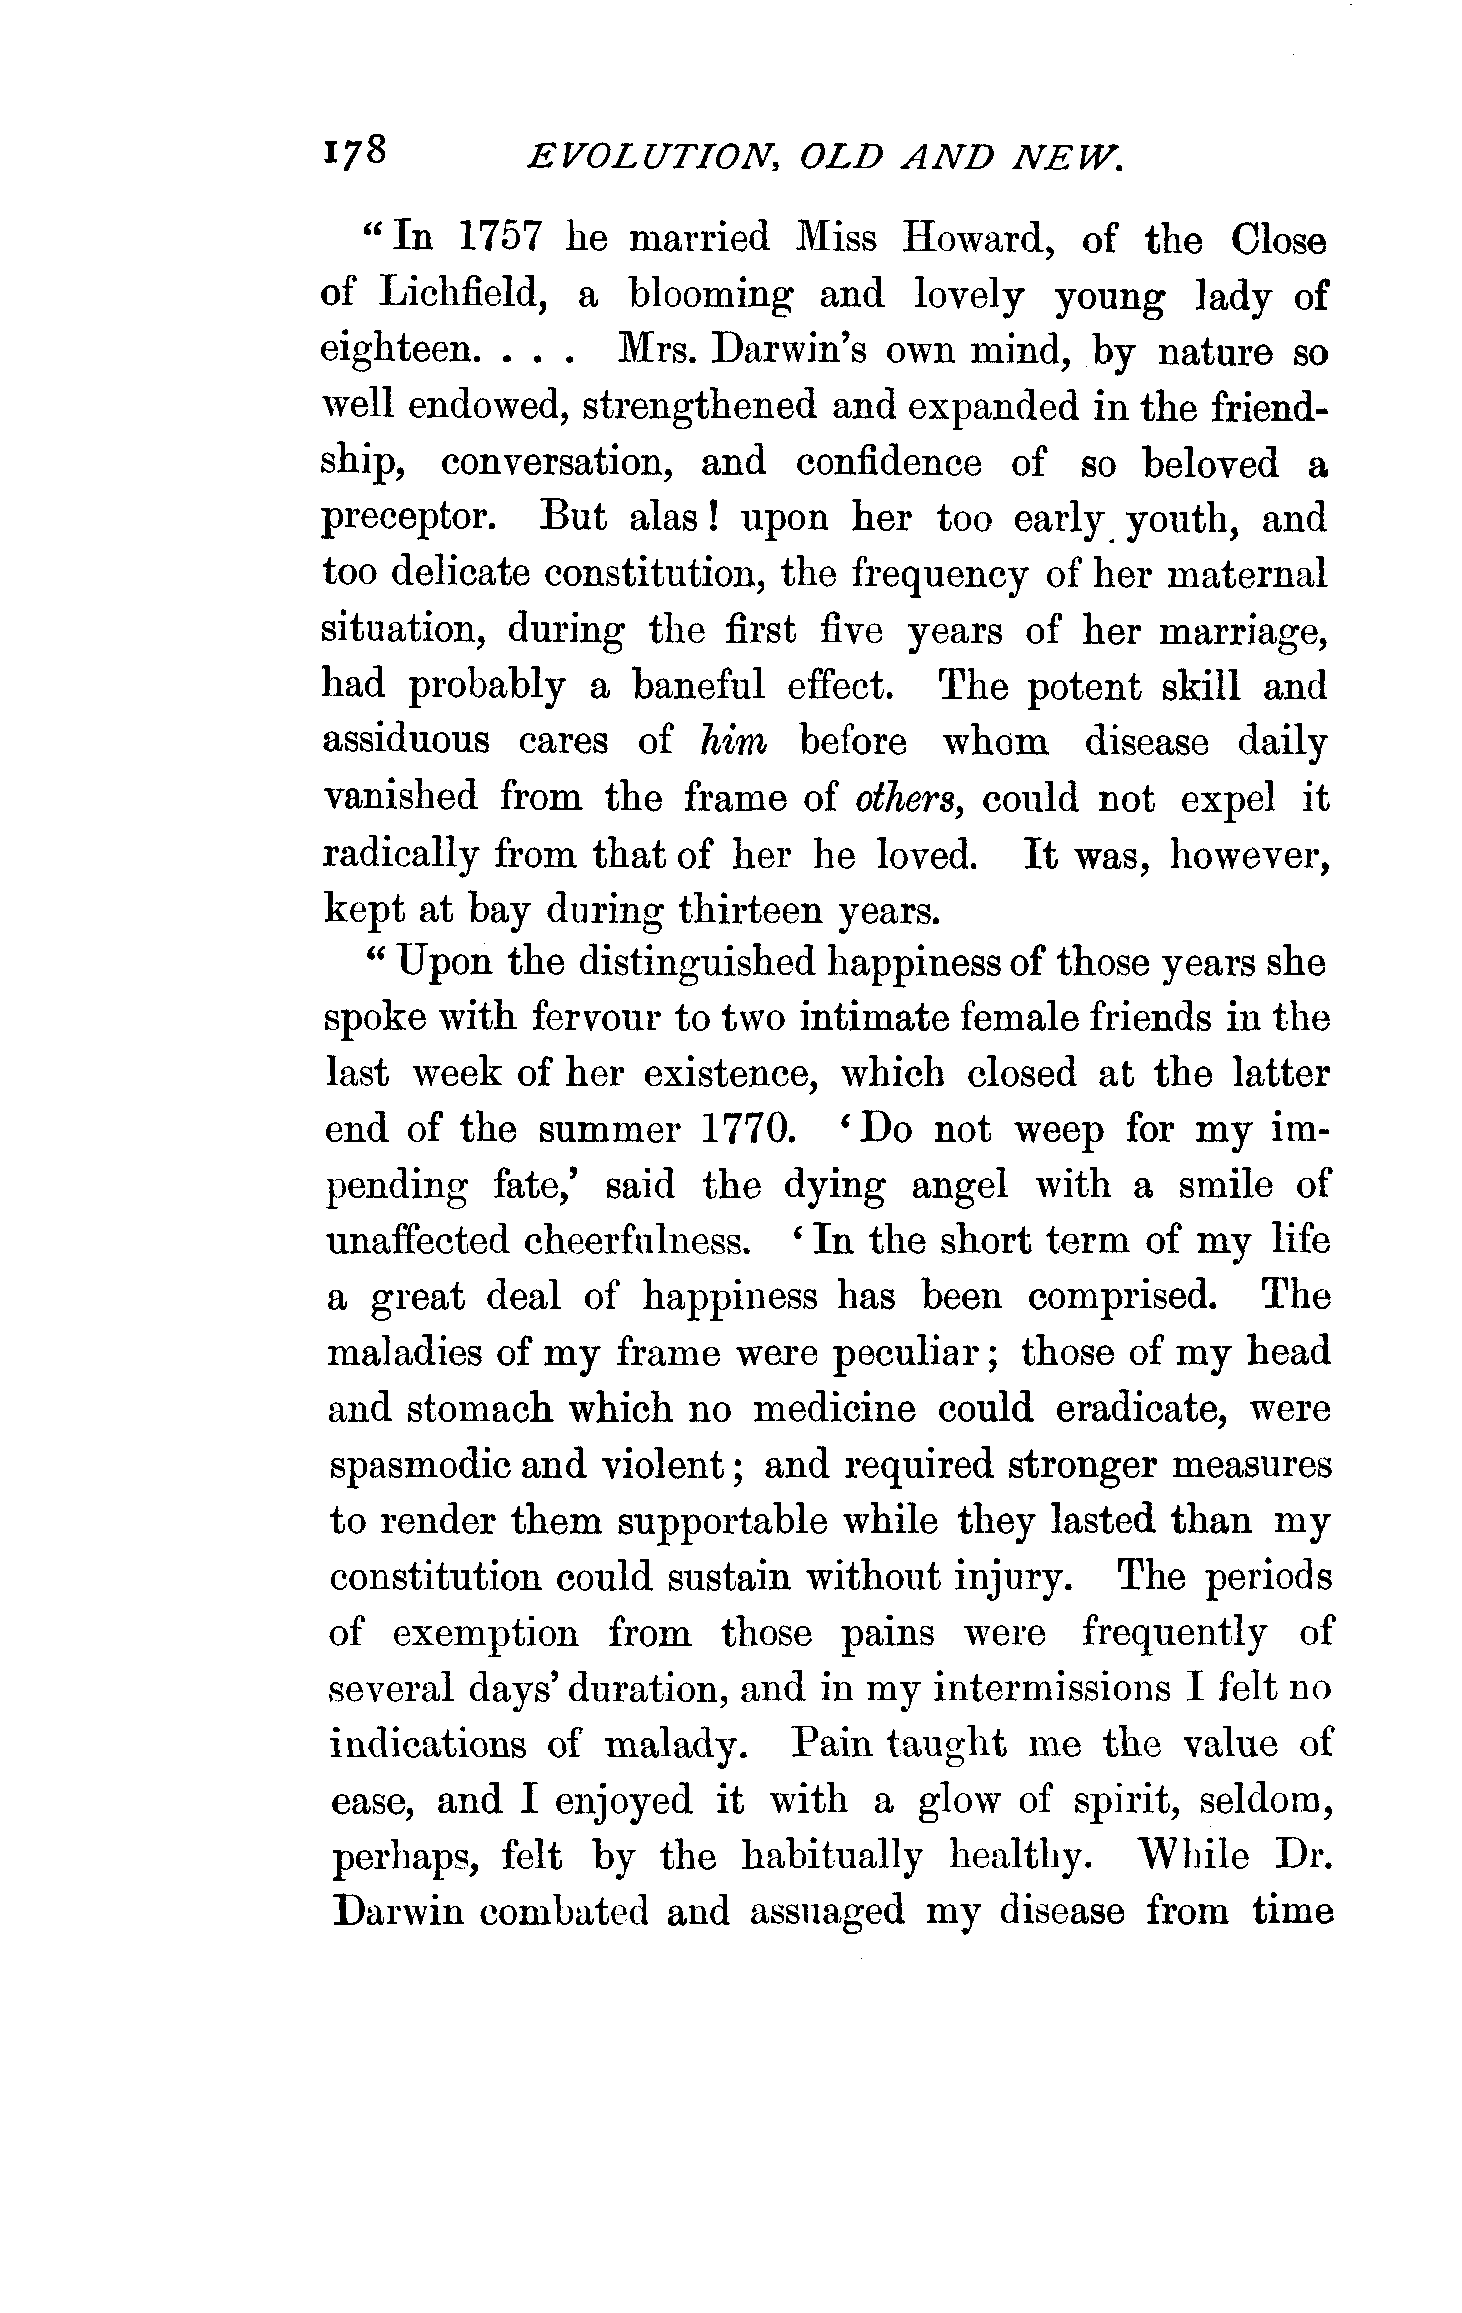 178 EVOLUTION, OLD AND NEW.
“ In 1757 he married Miss Howard, of the Close
of Lichfield, a blooming and lovely young lady of
eighteen. . . . Mrs. Darwin’s own mind, by nature so
well endowed, strengthened and expanded in the friend-
ship, conversation, and confidence of so beloved a
preceptor. But alas ! upon her too early youth, and
too delicate constitution, the frequency of her maternal
situation, during the first five years of her marriage,
had probably a baneful effect. The potent skill and
assiduous cares of him before whom disease daily
vanished from the frame of others, could not expel it
radically from that of her he loved. It was, however,
kept at bay during thirteen years.
“ Upon the distinguished happiness of those years she
spoke with fervour to two intimate female friends in the
last week of her existence, which closed at the latter
end of the summer 1770. ‘ Do not weep for my im-
pending fate,’ said the dying angel with a smile of
unaffected cheerfulness. ‘ In the short term of my life
a great deal of happiness has been comprised. The
maladies of my frame were peculiar ; those of my head
and stomach which no medicine could eradicate, were
spasmodic and violent ; and required stronger measures
to render them supportable while they lasted than my
constitution could sustain without injury. The periods
of exemption from those pains were frequently of
several days’ duration, and in my intermissions I felt no
indications of malady. Pain taught me the value of
ease, and I enjoyed it with a glow of spirit, seldom,
perhaps, felt by the habitually healthy. While Dr.
Darwin combated and assuaged my disease from time